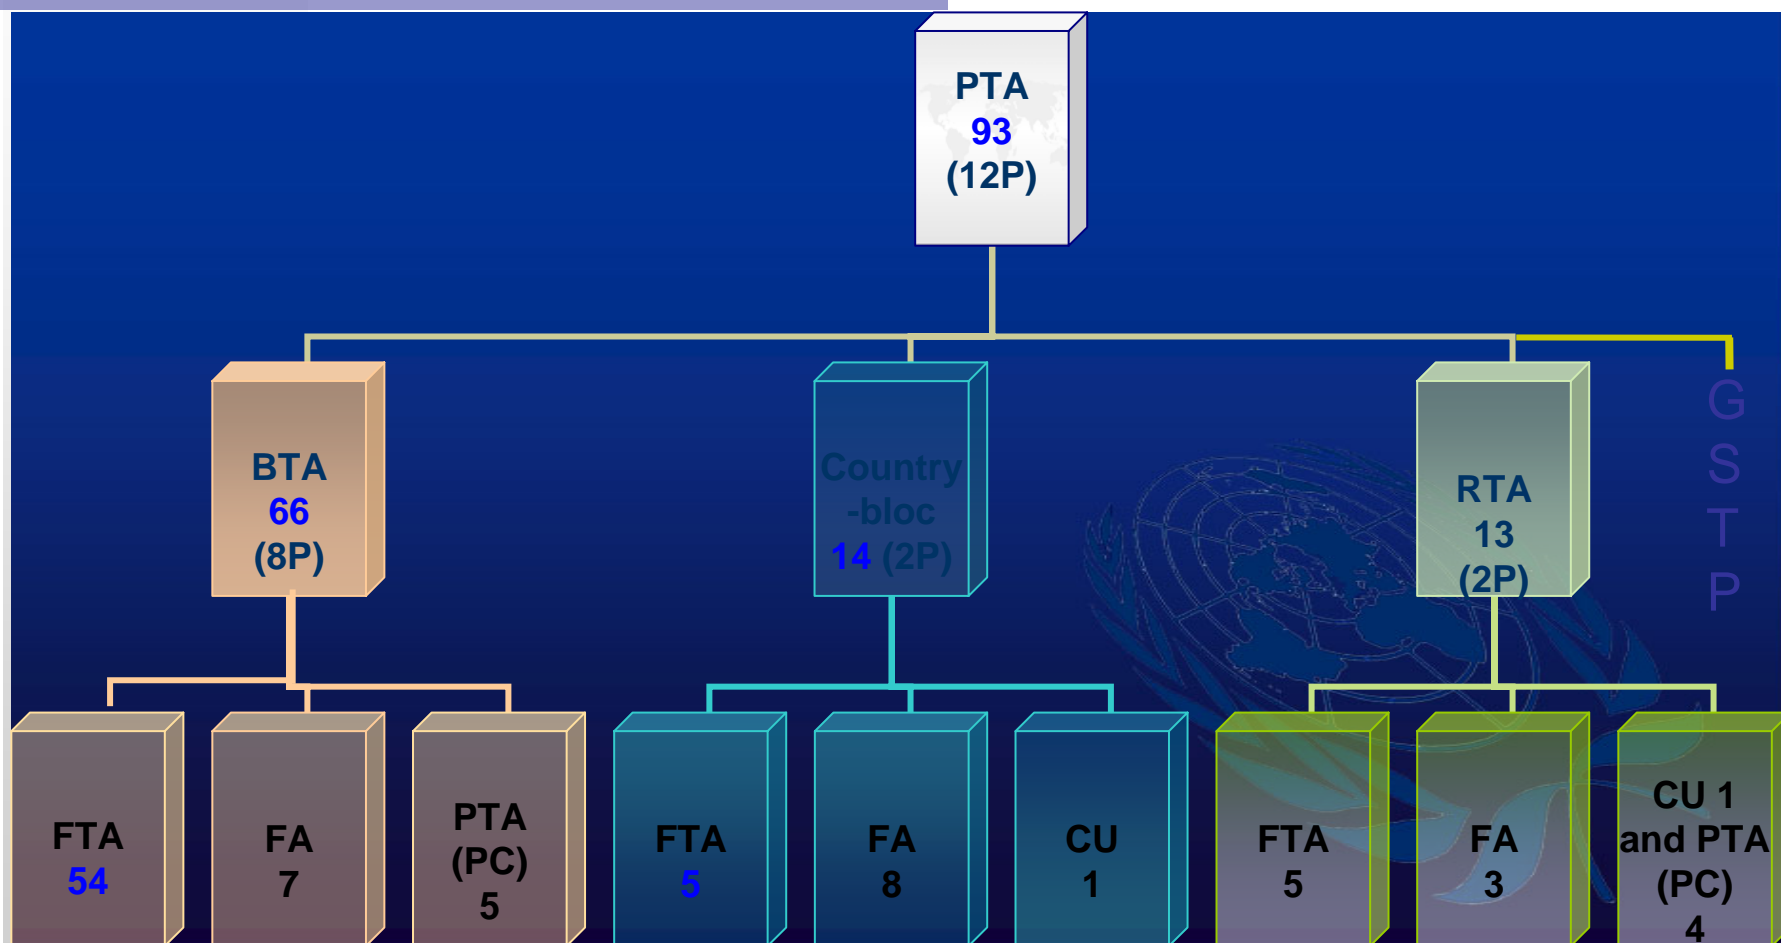 PTA
93
(12P)
BTA
66
(8P)
Country
-bloc
14 (2P)
RTA
13
(2P)
G
S
T
P
FTA
54
FA
7
PTA
(PC)
5
FTA
5
FA
8
CU
1
FTA
5
FA
3
CU 1
and PTA
(PC)
4